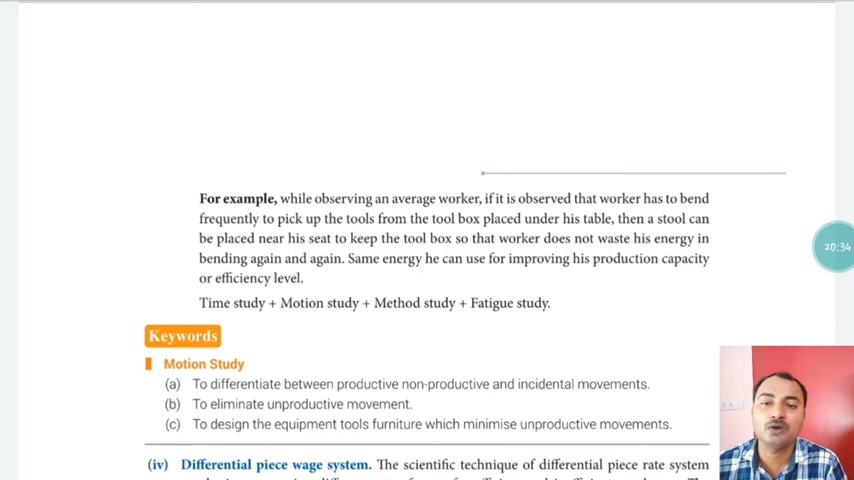 For example, while observing an average worker, if it is observed that worker has to bend
frequently to pick up the tools from the tool box placed under his table, then a stool can
be placed near his seat to keep the tool box so that worker does not waste his energy in
bending again and again. Same energy he can use for improving his production capacity
or efficiency level.
20:34
Time study + Motion study + Method study + Fatigue study.
Keywords
Motion Study
(a) To differentiate between productive non-productive and incidental movements.
(b) To eliminate unproductive movement.
(c) To design the equipment tools furniture which minimise unproductive movements.
(iv) Differential piece wage system. The scientific technique of differential piece rate system